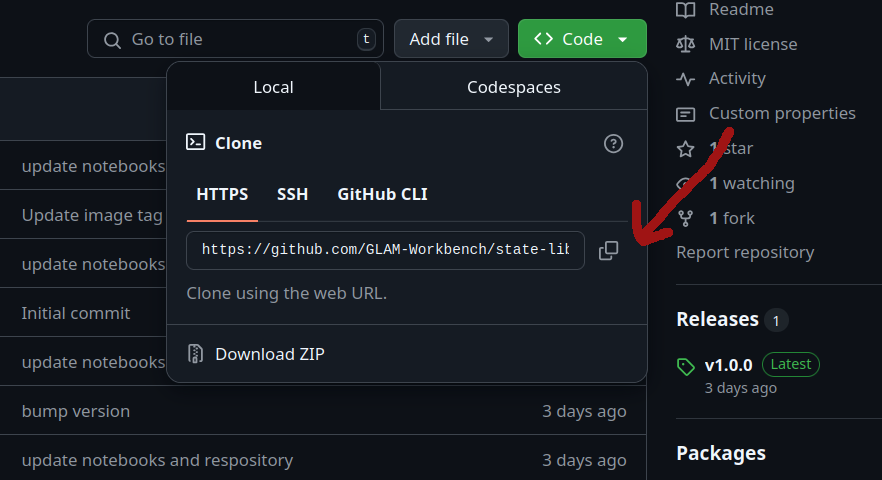 Go to file t Add file Code
Local Codespaces
Clone
HTTPS SSH GitHub CLI
https://github.com/GLAM-Workbench/state-lib
Clone using the web URL.
Download ZIP
update notebooks
Update image tag
update notebooks
Initial commit
update notebooks
bump version 3 days ago
update notebooks and respository 3 days ago
Readme
MIT license
Activity
Custom properties
1 star
1 watching
1 fork
Report repository
Releases 1
v1.0.0 Latest
3 days ago
Packages